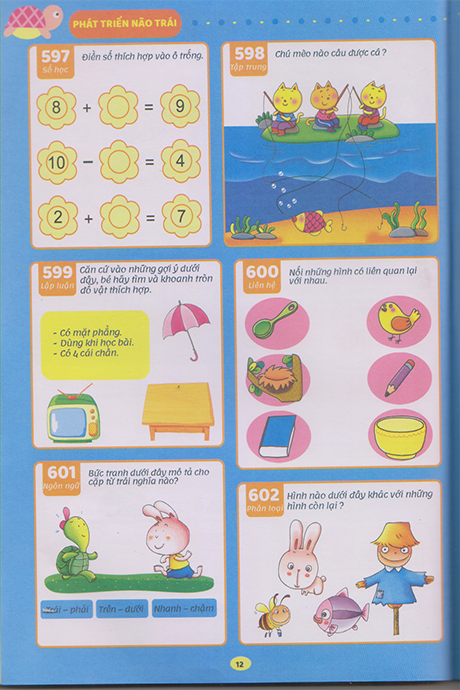 PHÁT TRIỂN NÃO TRÁI
597
Số học
Điền số thích hợp vào ô trống.
8 + = 9
10 - = 4
2 + = 7
598
Tập trung
Chú mèo nào câu được cá ?
599
Lập luận
Căn cứ vào những gợi ý dưới
đây, bé hãy tìm và khoanh tròn
đồ vật thích hợp.
- Có mặt phẳng.
- Dùng khi học bài.
- Có 4 cái chân.
600
Liên hệ
Nối những hình có liên quan lại
với nhau.
601
Ngôn ngữ
Bức tranh dưới đây mô tả cho
cặp từ trái nghĩa nào?
Trái – phải
Trên – dưới
Nhanh – chậm
602
Phân loại
Hình nào dưới đây khác với những
hình còn lại ?
12